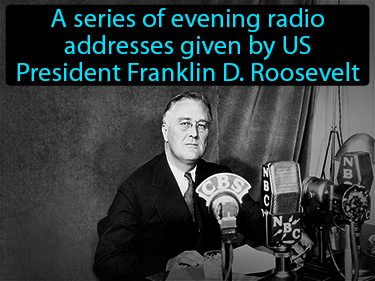 A series of evening radio
addresses given by US
President Franklin D. Roosevelt
CBS
NBC
NBC
NBC